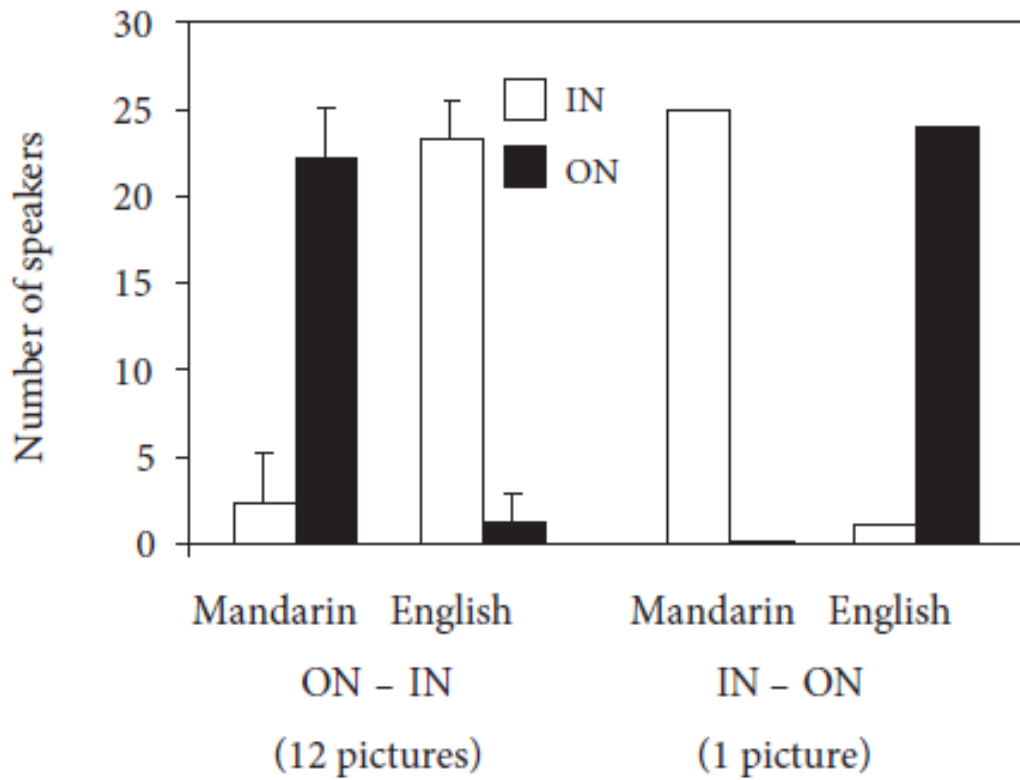 30
25
20
15
10
5
0
Number of speakers
IN
ON
Mandarin English Mandarin English
ON – IN IN – ON
(12 pictures) (1 picture)